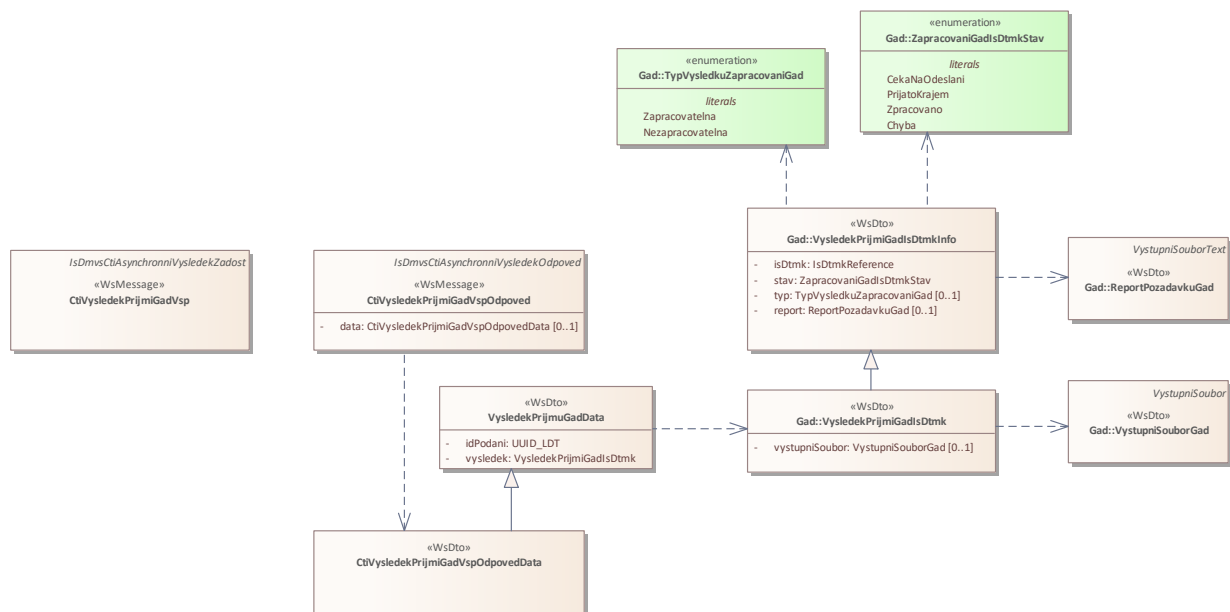 «enumeration»
Gad::ZapracovaniGadIsDtmkStav
literals
CekaNaOdeslani
PrijatoKrajem
Zpracovano
Chyba
«enumeration»
Gad::TypVysledkuZapracovaniGad
literals
Zapracovatelna
Nezapracovatelna
«WsDto»
Gad::VysledekPrijmiGadIsDtmkInfo
- isDtmk: IsDtmkReference
- stav: ZapracovaniGadIsDtmkStav
- typ: TypVysledkuZapracovaniGad [0..1]
- report: ReportPozadavkuGad [0..1]
VystupniSouborText
«WsDto»
Gad::ReportPozadavkuGad
IsDmvsCtiAsynchronniVysledekZadost
«WsMessage»
CtiVysledekPrijmiGadVsp
IsDmvsCtiAsynchronniVysledekOdpoved
«WsMessage»
CtiVysledekPrijmiGadVspOdpoved
- data: CtiVysledekPrijmiGadVspOdpovedData [0..1]
«WsDto»
VysledekPrijmuGadData
- idPodani: UUID_LDT
- vysledek: VysledekPrijmiGadIsDtmk
«WsDto»
Gad::VysledekPrijmiGadIsDtmk
- vystupniSoubor: VystupniSouborGad [0..1]
VystupniSoubor
«WsDto»
Gad::VystupniSouborGad
«WsDto»
CtiVysledekPrijmiGadVspOdpovedData